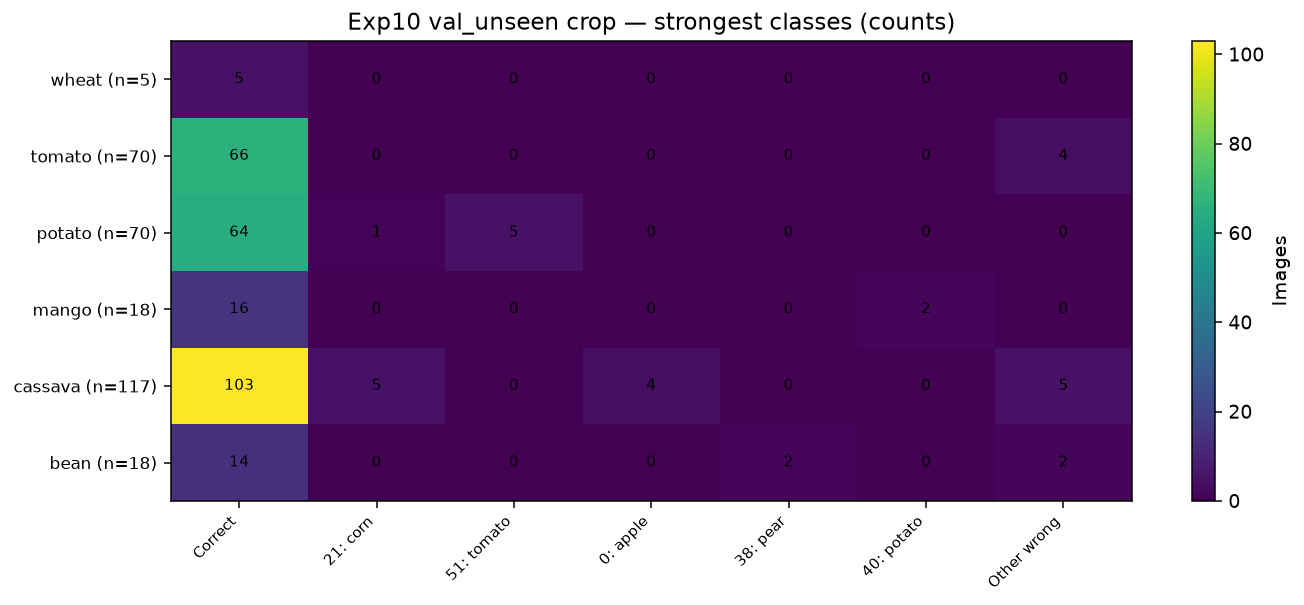 Exp10 val_unseen crop — strongest classes (counts)
wheat (n=5) 5 0 0 0 0 0 0
tomato (n=70) 66 0 0 0 0 0 4
potato (n=70) 64 1 5 0 0 0 0
mango (n=18) 16 0 0 0 0 2 0
cassava (n=117) 103 5 0 4 0 0 5
bean (n=18) 14 0 0 0 2 0 2
Correct 21: corn 51: tomato 0: apple 38: pear 40: potato Other wrong
100
80
60
40
20
0
Images